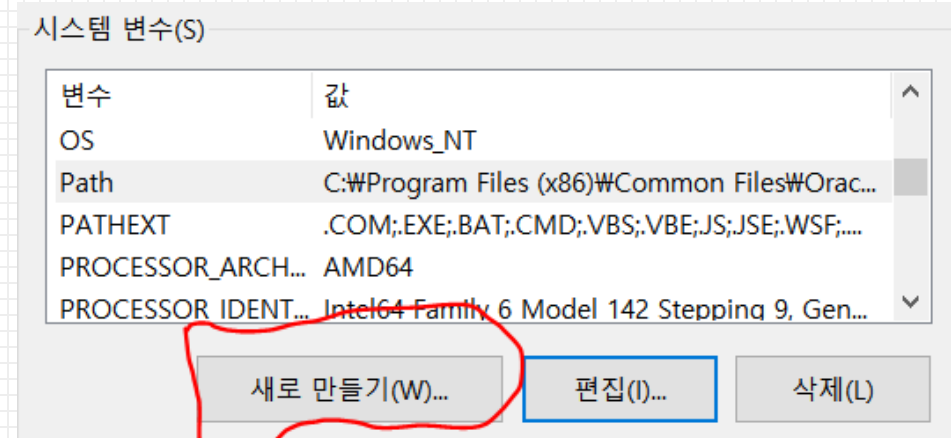 시스템 변수(S)
변수 값
OS Windows_NT
Path C:₩Program Files (x86)₩Common Files₩Orac...
PATHEXT .COM;.EXE;.BAT;.CMD;.VBS;.VBE;.JS;.JSE;.WSF;....
PROCESSOR_ARCH... AMD64
PROCESSOR_IDENT... Intel64 Family 6 Model 142 Stepping 9, Gen...
새로 만들기(W)... 편집(I)... 삭제(L)